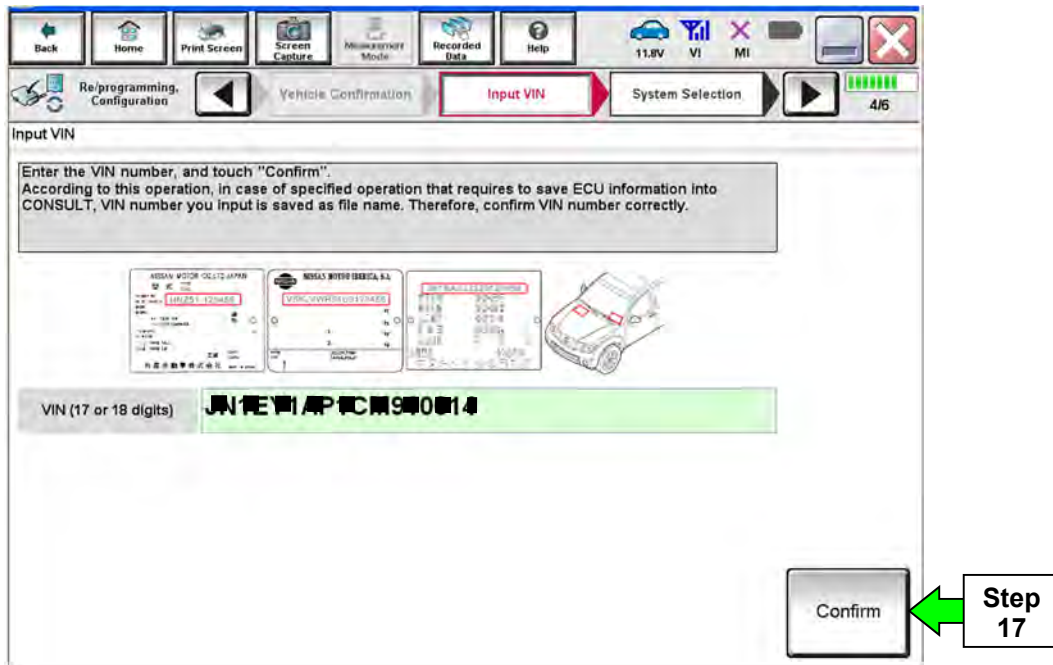 Back
Home
Print Screen
Screen
Capture
Measurement
Mode
Recorded
Data
Help
11.8V
VI
MI
Re/programming,
Configuration
Vehicle Confirmation
Input VIN
System Selection
4/6
Input VIN
Enter the VIN number, and touch "Confirm".
According to this operation, in case of specified operation that requires to save ECU information into
CONSULT, VIN number you input is saved as file name. Therefore, confirm VIN number correctly.
VIN (17 or 18 digits)
Confirm
Step
17